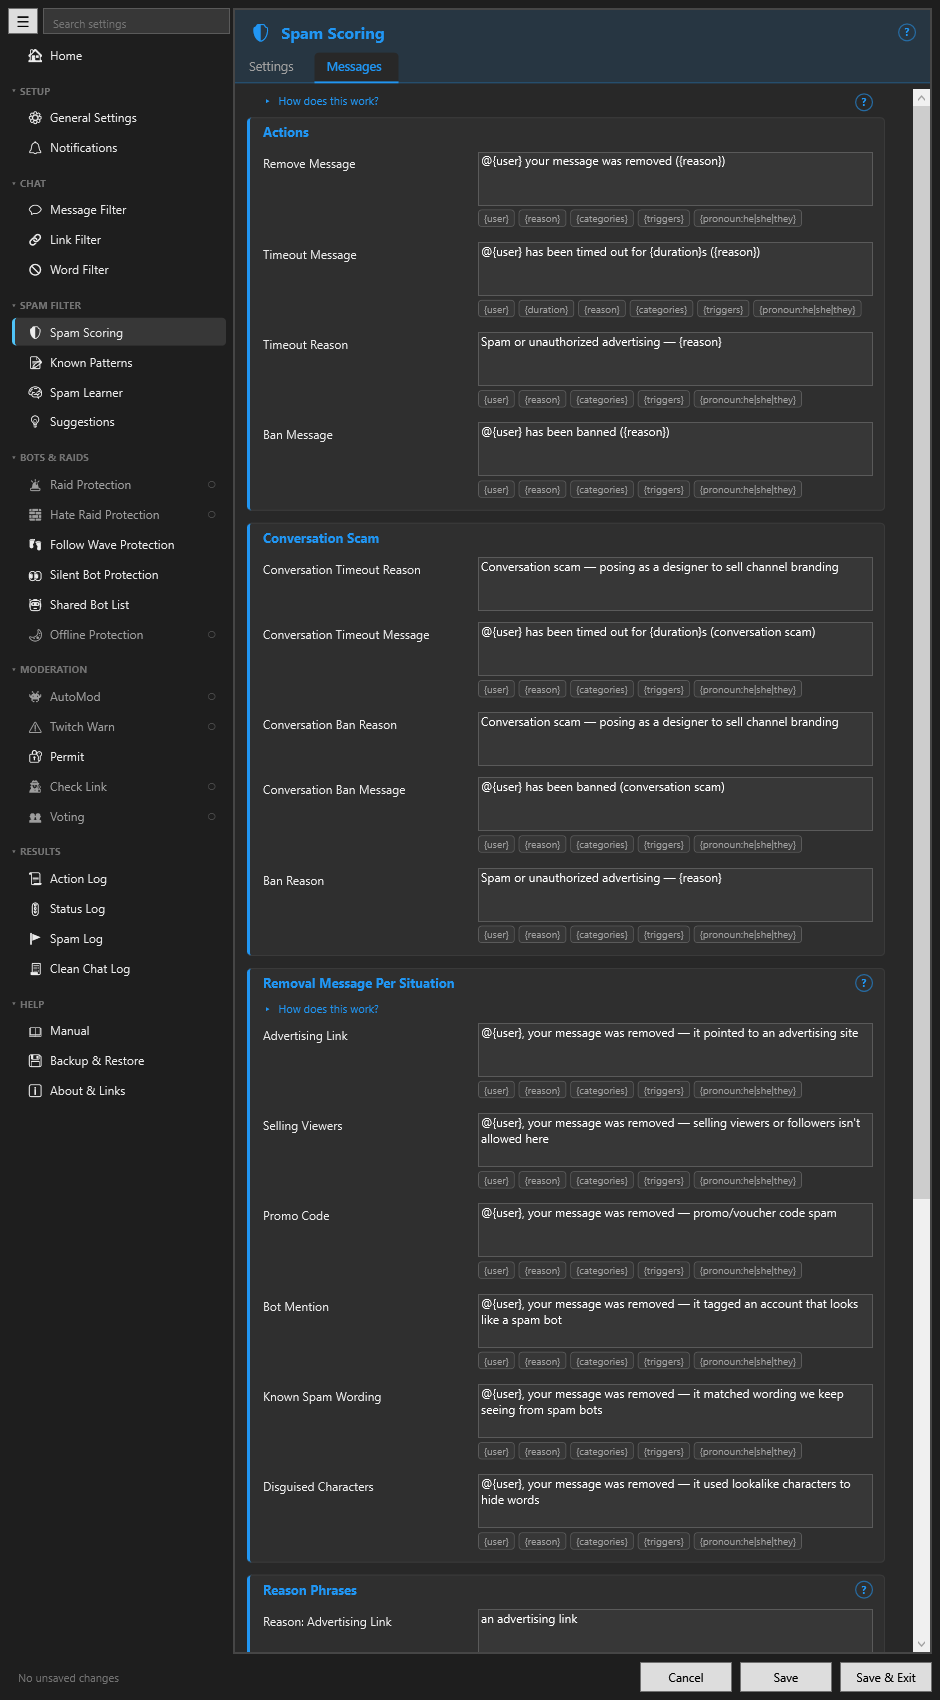 ☰
Search settings
Home
SETUP
General Settings
Notifications
CHAT
Message Filter
Link Filter
Word Filter
SPAM FILTER
Spam Scoring
Known Patterns
Spam Learner
Suggestions
BOTS & RAIDS
Raid Protection
Hate Raid Protection
Follow Wave Protection
Silent Bot Protection
Shared Bot List
Offline Protection
MODERATION
AutoMod
Twitch Warn
Permit
Check Link
Voting
RESULTS
Action Log
Status Log
Spam Log
Clean Chat Log
HELP
Manual
Backup & Restore
About & Links
Spam Scoring
?
Settings
Messages
How does this work?
?
Actions
Remove Message
@{user} your message was removed ({reason})
{user} {reason} {categories} {triggers} {pronoun:he|she|they}
Timeout Message
@{user} has been timed out for {duration}s ({reason})
{user} {duration} {reason} {categories} {triggers} {pronoun:he|she|they}
Timeout Reason
Spam or unauthorized advertising — {reason}
{user} {reason} {categories} {triggers} {pronoun:he|she|they}
Ban Message
@{user} has been banned ({reason})
{user} {reason} {categories} {triggers} {pronoun:he|she|they}
Conversation Scam
Conversation Timeout Reason
Conversation scam — posing as a designer to sell channel branding
Conversation Timeout Message
@{user} has been timed out for {duration}s (conversation scam)
{user} {reason} {categories} {triggers} {pronoun:he|she|they}
Conversation Ban Reason
Conversation scam — posing as a designer to sell channel branding
Conversation Ban Message
@{user} has been banned (conversation scam)
{user} {reason} {categories} {triggers} {pronoun:he|she|they}
Ban Reason
Spam or unauthorized advertising — {reason}
{user} {reason} {categories} {triggers} {pronoun:he|she|they}
Removal Message Per Situation
?
How does this work?
Advertising Link
@{user}, your message was removed — it pointed to an advertising site
{user} {reason} {categories} {triggers} {pronoun:he|she|they}
Selling Viewers
@{user}, your message was removed — selling viewers or followers isn't
allowed here
{user} {reason} {categories} {triggers} {pronoun:he|she|they}
Promo Code
@{user}, your message was removed — promo/voucher code spam
{user} {reason} {categories} {triggers} {pronoun:he|she|they}
Bot Mention
@{user}, your message was removed — it tagged an account that looks
like a spam bot
{user} {reason} {categories} {triggers} {pronoun:he|she|they}
Known Spam Wording
@{user}, your message was removed — it matched wording we keep
seeing from spam bots
{user} {reason} {categories} {triggers} {pronoun:he|she|they}
Disguised Characters
@{user}, your message was removed — it used lookalike characters to
hide words
{user} {reason} {categories} {triggers} {pronoun:he|she|they}
Reason Phrases
?
Reason: Advertising Link
an advertising link
No unsaved changes
Cancel
Save
Save & Exit